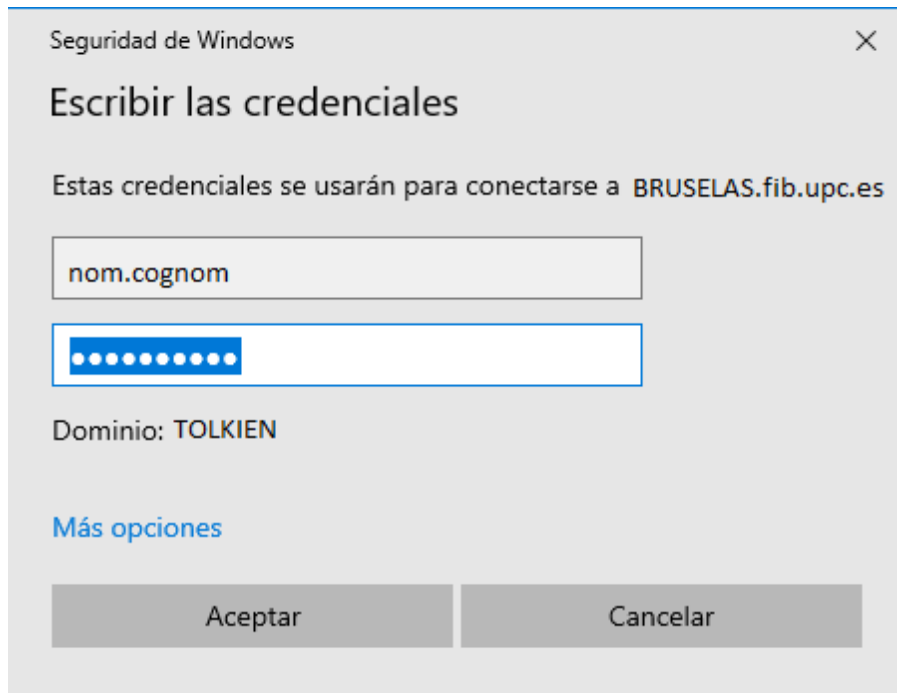 Seguridad de Windows
Escribir las credenciales
Estas credenciales se usarán para conectarse a BRUSELAS.fib.upc.es
nom.cognom
●●●●●●●●●●
Dominio: TOLKIEN
Más opciones
Aceptar
Cancelar